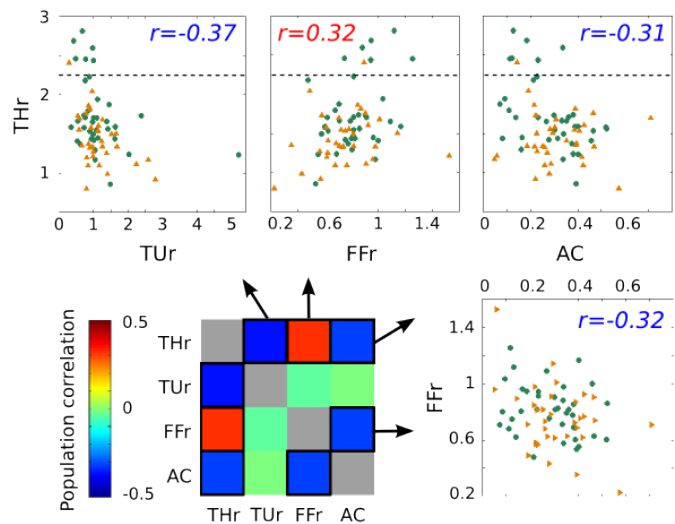 r=-0.37
r=0.32
r=-0.31
THr
3
2
1
0 1 2 3 4 5
0.2 0.6 1 1.4
0 0.2 0.4 0.6
TUr
FFr
AC
Population correlation
0.5
0
-0.5
THr
TUr
FFr
AC
THr TUr FFr AC
0.2 0.4 0.6
r=-0.32
FFr
1.4
1
0.6
0.2